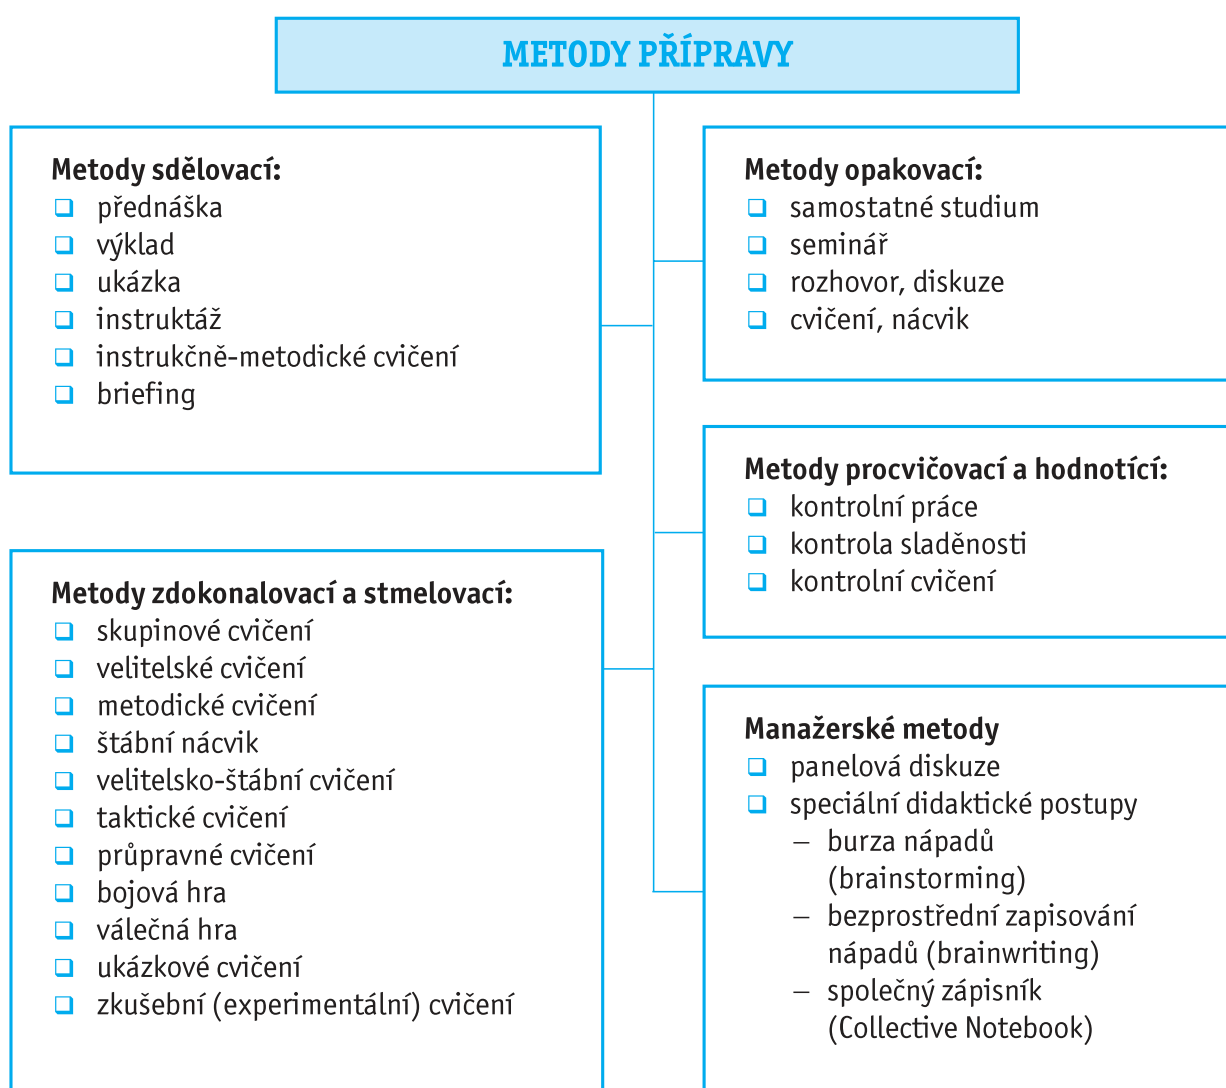 METODY PŘÍPRAVY
Metody sdělovací:
❑ přednáška
❑ výklad
❑ ukázka
❑ instruktáž
❑ instrukčně-metodické cvičení
❑ briefing
Metody zdokonalovací a stmelovací:
❑ skupinové cvičení
❑ velitelské cvičení
❑ metodické cvičení
❑ štábní nácvik
❑ velitelsko-štábní cvičení
❑ taktické cvičení
❑ průpravné cvičení
❑ bojová hra
❑ válečná hra
❑ ukázkové cvičení
❑ zkušební (experimentální) cvičení
Metody opakovací:
❑ samostatné studium
❑ seminář
❑ rozhovor, diskuze
❑ cvičení, nácvik
Metody procvičovací a hodnotící:
❑ kontrolní práce
❑ kontrola sladěnosti
❑ kontrolní cvičení
Manažerské metody
❑ panelová diskuze
❑ speciální didaktické postupy
– burza nápadů
(brainstorming)
– bezprostřední zapisování
nápadů (brainwriting)
– společný zápisník
(Collective Notebook)